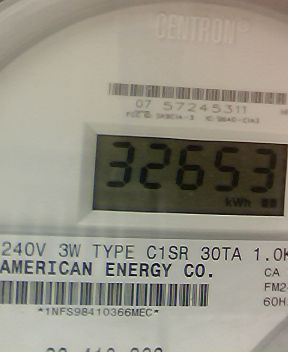 CENTRON®
07 57245311
32653
kWh
240V 3W TYPE C1SR 30TA 1.0K
AMERICAN ENERGY CO.
CA
FM2
60H
*1NFS98410366MEC*